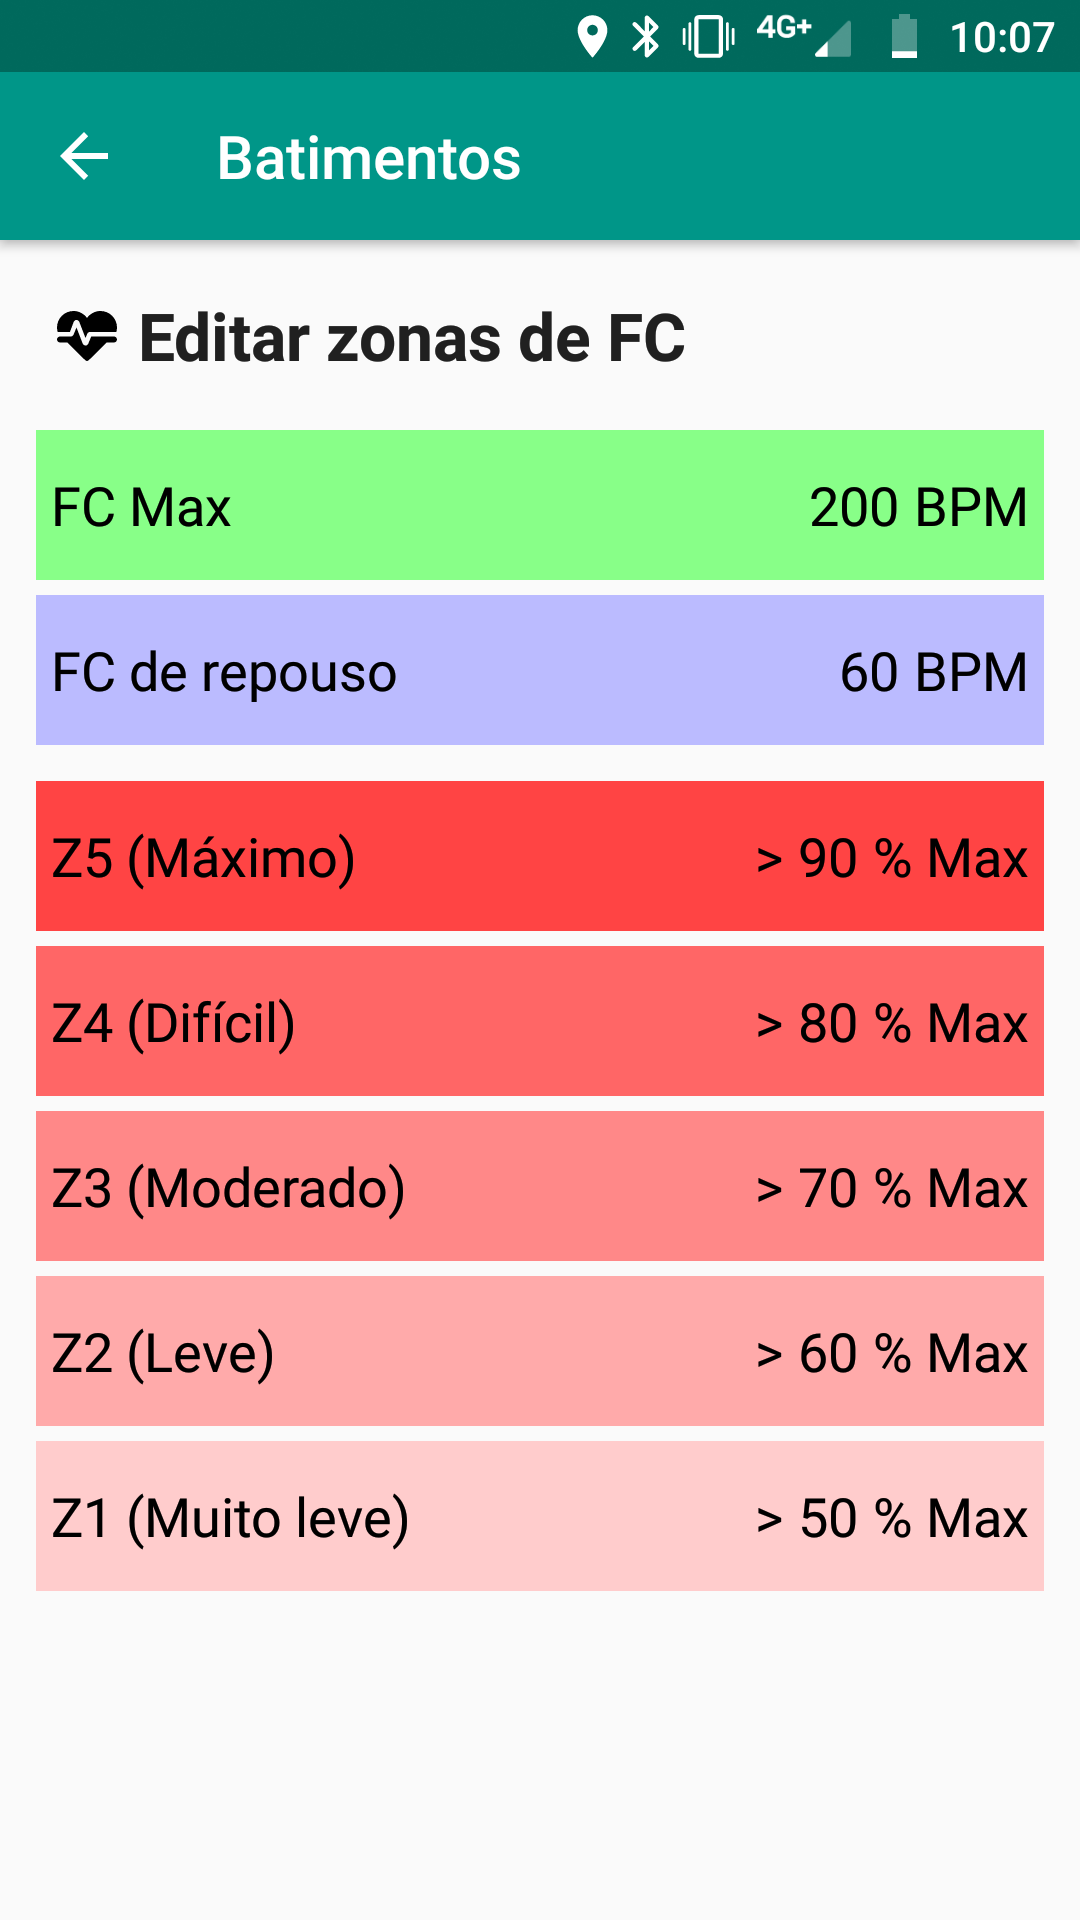 4G+ 10:07
Batimentos
Editar zonas de FC
FC Max 200 BPM
FC de repouso 60 BPM
Z5 (Máximo) > 90 % Max
Z4 (Difícil) > 80 % Max
Z3 (Moderado) > 70 % Max
Z2 (Leve) > 60 % Max
Z1 (Muito leve) > 50 % Max